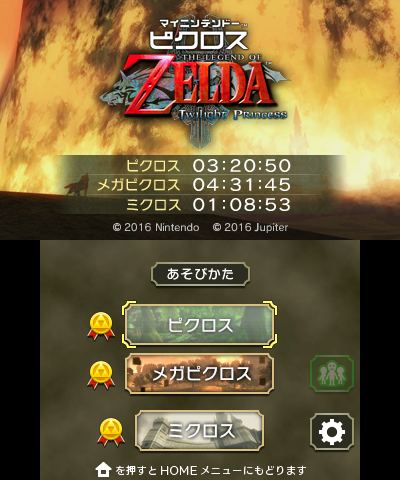 マイニンテンドー™
ピクロス
THE LEGEND OF
ZELDA™
Twilight Princess
ピクロス 03:20:50
メガピクロス 04:31:45
ミクロス 01:08:53
© 2016 Nintendo © 2016 Jupiter
あそびかた
ピクロス
メガピクロス
ミクロス
を押すとHOMEメニューにもどります